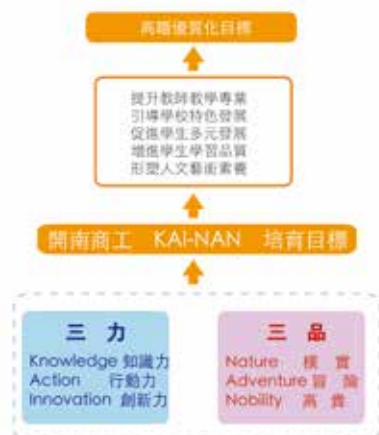 高職優質化目標
提升教師教學專業
引導學校特色發展
促進學生多元發展
增進學生學習品質
形塑人文藝術素養
開南商工 KAI-NAN 培育目標
三 力
Knowledge 知識力
Action 行動力
Innovation 創新力
三 品
Nature 樸 實
Adventure 冒 險
Nobility 高 貴